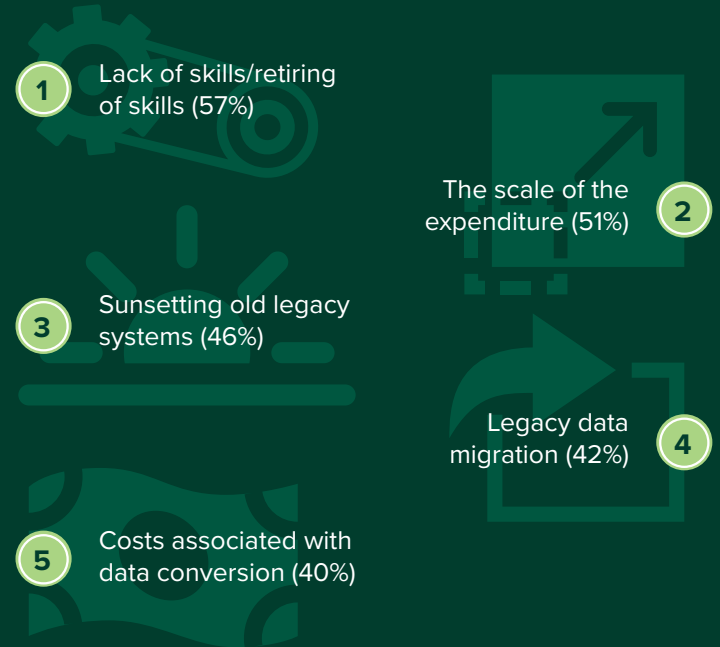 1
Lack of skills/retiring
of skills (57%)
The scale of the
expenditure (51%)
2
3
Sunsetting old legacy
systems (46%)
Legacy data
migration (42%)
4
5
Costs associated with
data conversion (40%)